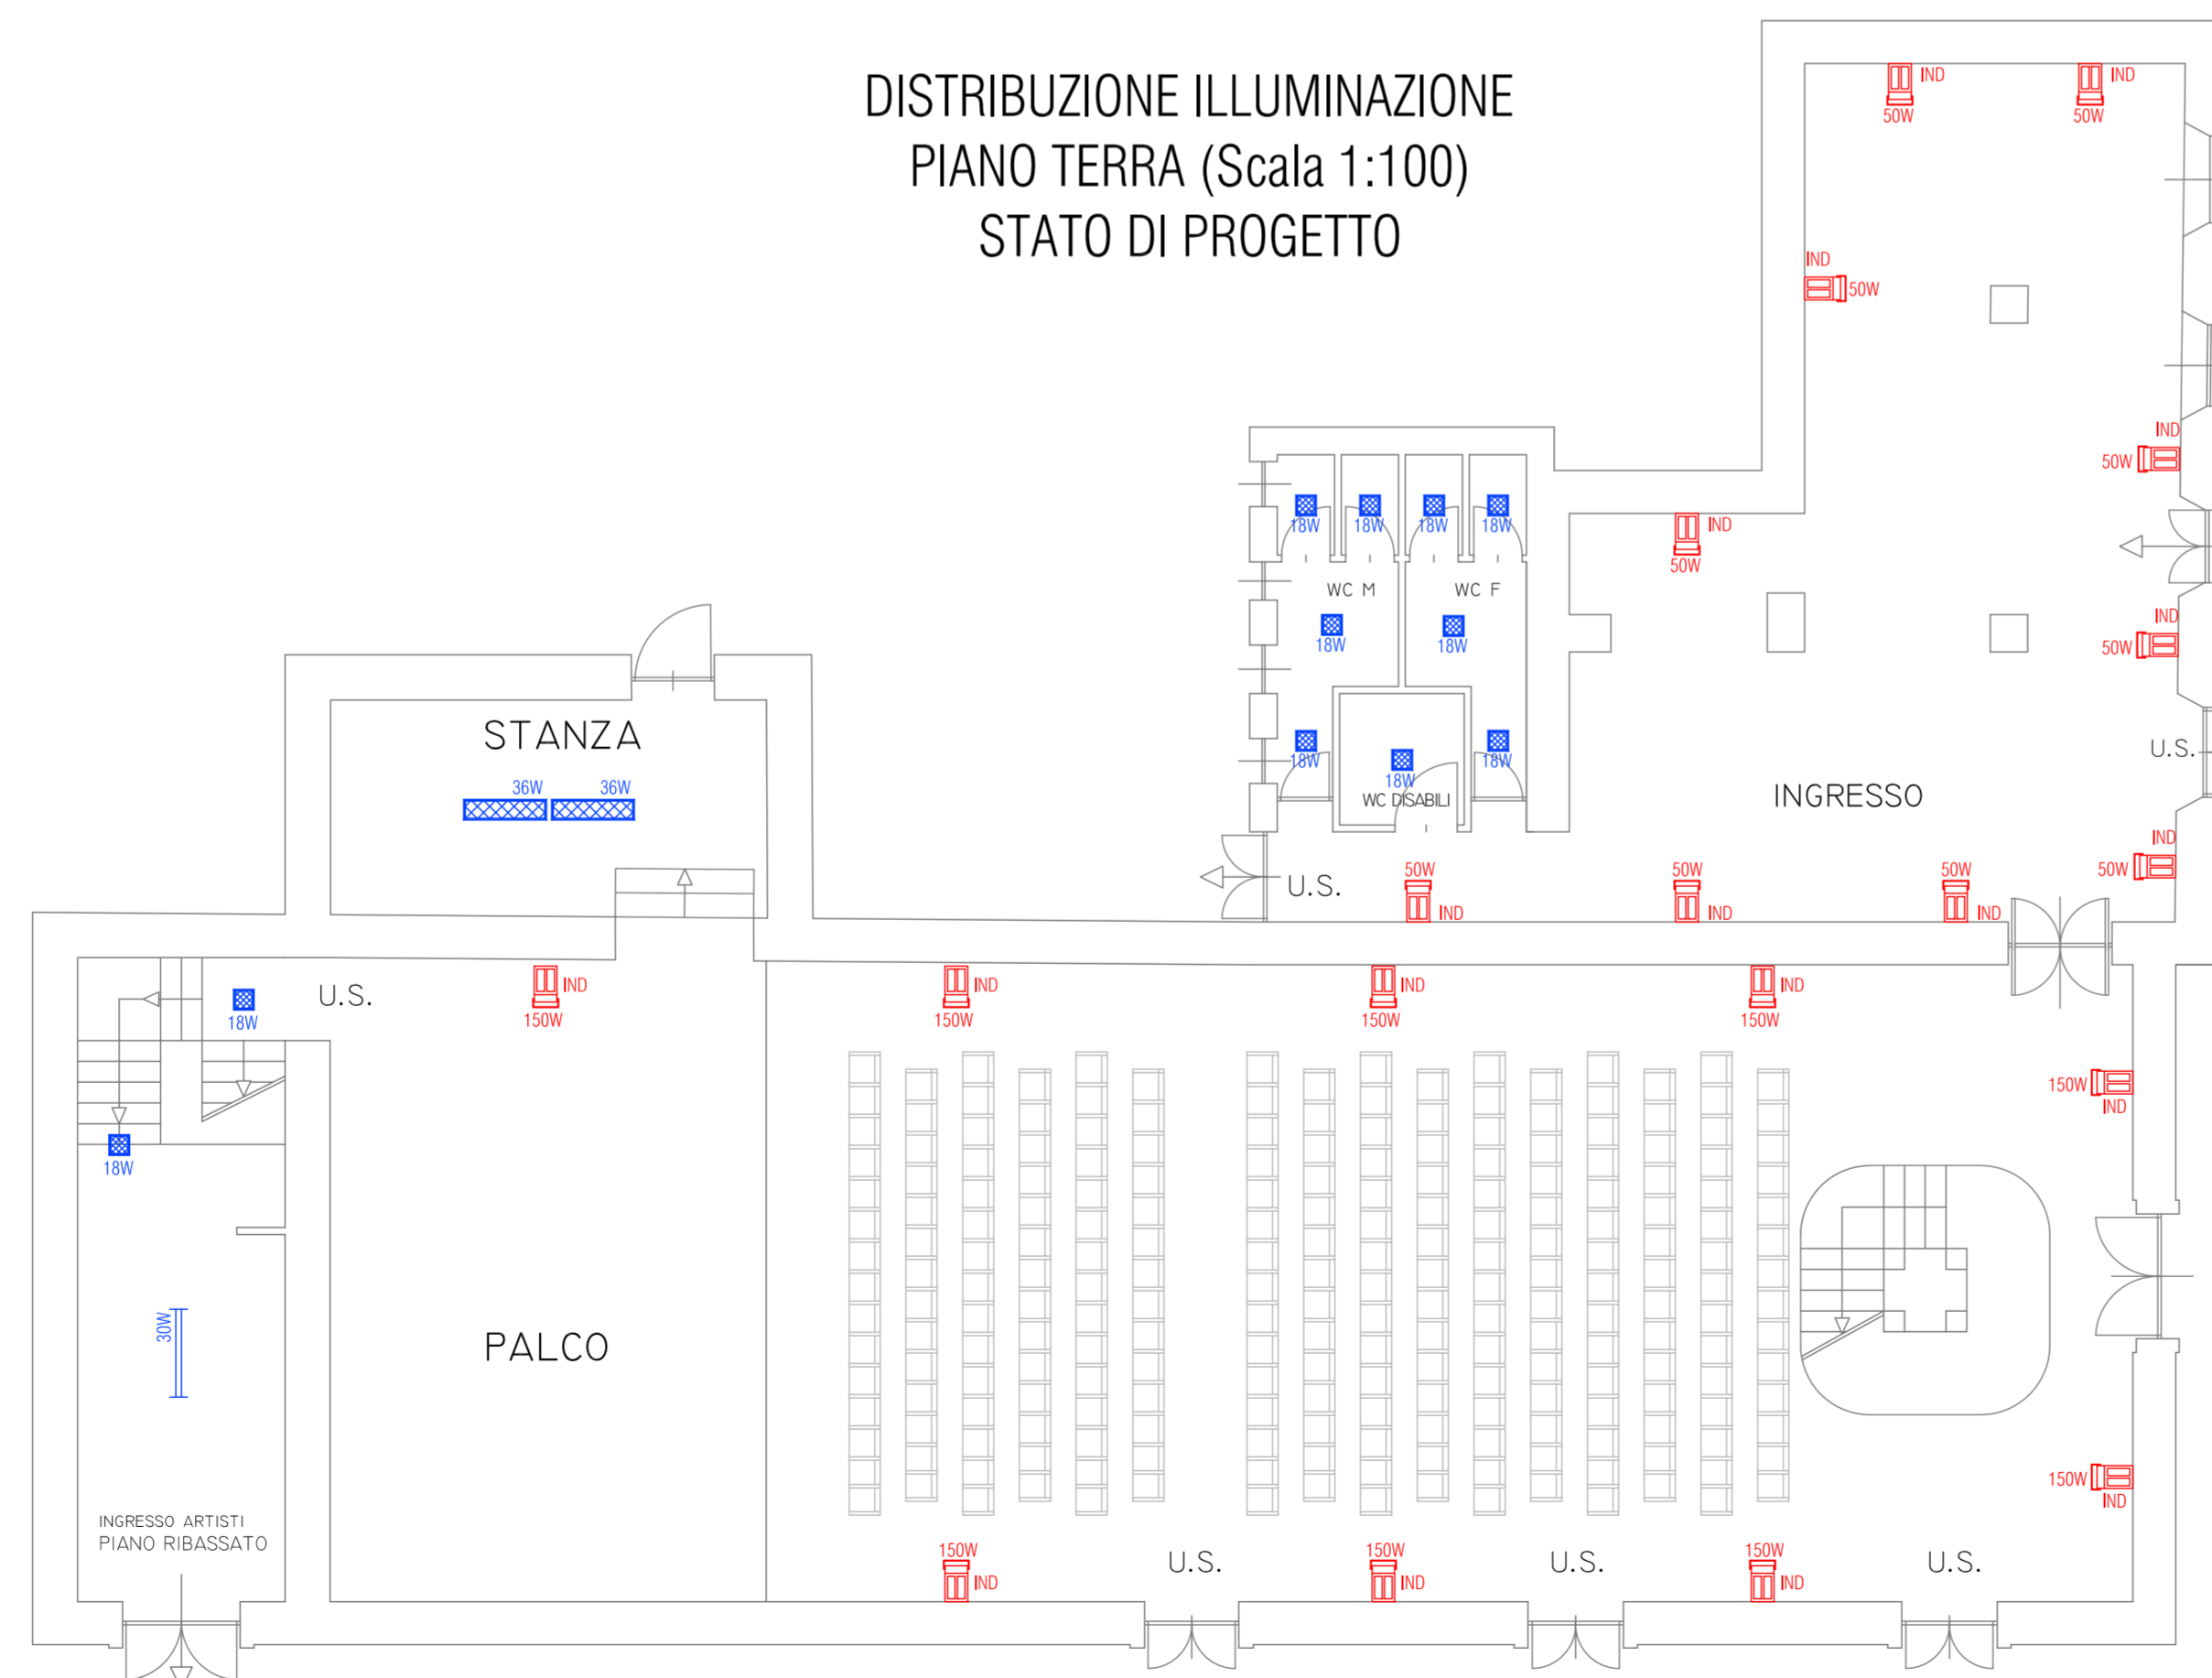 DISTRIBUZIONE ILLUMINAZIONE
PIANO TERRA (Scala 1:100)
STATO DI PROGETTO
IND
IND
50W
50W
IND
50W
IND
50W
18W
18W
18W
18W
IND
50W
WC M
WC F
IND
50W
18W
18W
STANZA
U.S.
18W
18W
18W
36W
36W
WC DISABILI
INGRESSO
IND
50W
50W
50W
50W
U.S.
IND
IND
IND
U.S.
18W
IND
150W
IND
150W
IND
150W
IND
150W
150W
IND
18W
30W
PALCO
150W
IND
INGRESSO ARTISTI
PIANO RIBASSATO
150W
IND
U.S.
150W
IND
U.S.
150W
IND
U.S.